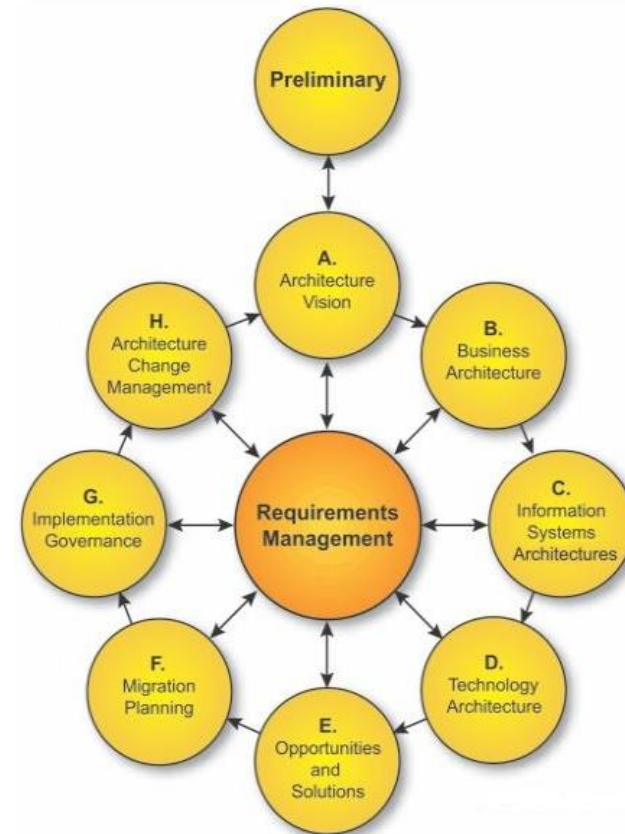 Preliminary
A.
Architecture
Vision
B.
Business
Architecture
C.
Information
Systems
Architectures
D.
Technology
Architecture
E.
Opportunities
and
Solutions
F.
Migration
Planning
G.
Implementation
Governance
H.
Architecture
Change
Management
Requirements
Management